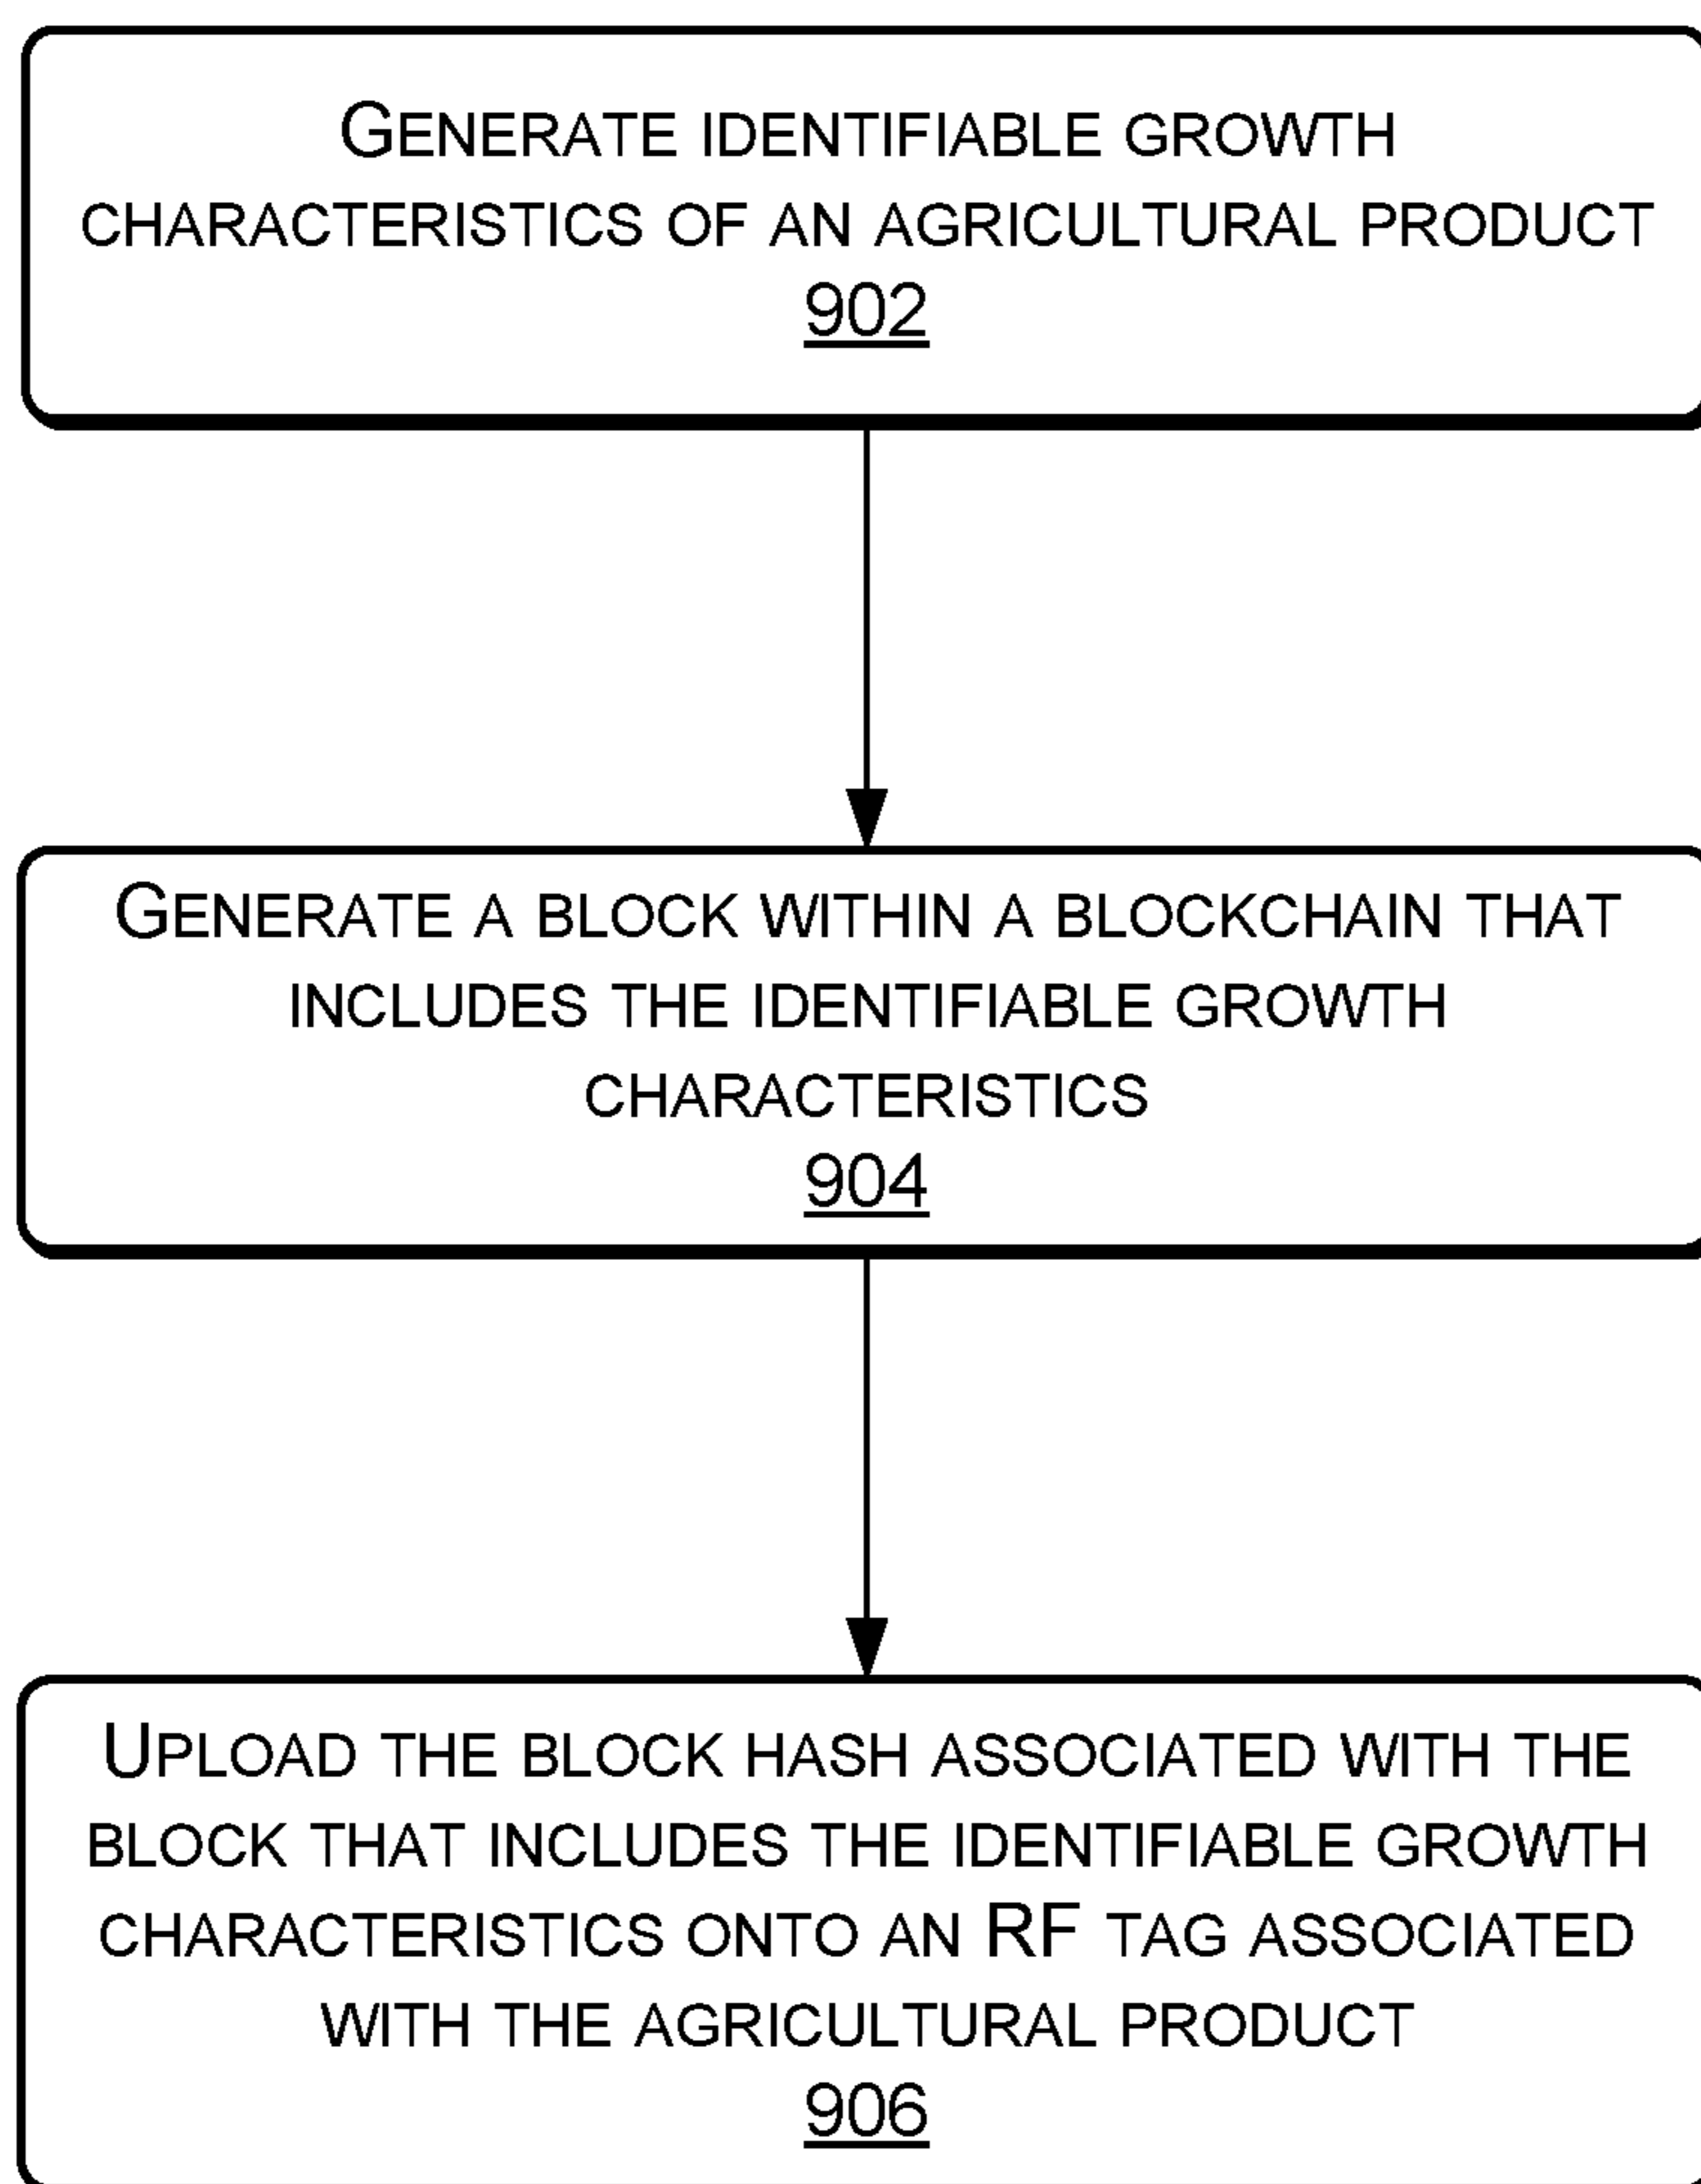 GENERATE IDENTIFIABLE GROWTH
CHARACTERISTICS OF AN AGRICULTURAL PRODUCT
902
GENERATE A BLOCK WITHIN A BLOCKCHAIN THAT
INCLUDES THE IDENTIFIABLE GROWTH
CHARACTERISTICS
904
UPLOAD THE BLOCK HASH ASSOCIATED WITH THE
BLOCK THAT INCLUDES THE IDENTIFIABLE GROWTH
CHARACTERISTICS ONTO AN RF TAG ASSOCIATED
WITH THE AGRICULTURAL PRODUCT
906